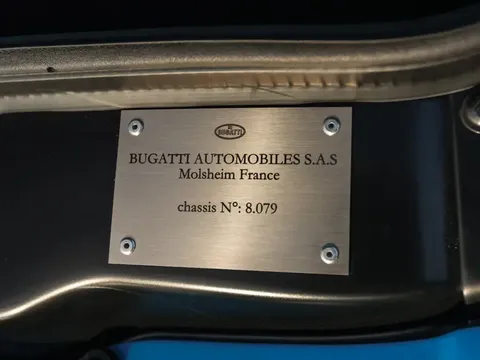 BUGATTI
BUGATTI AUTOMOBILES S.A.S
Molsheim France
chassis N°: 8.079